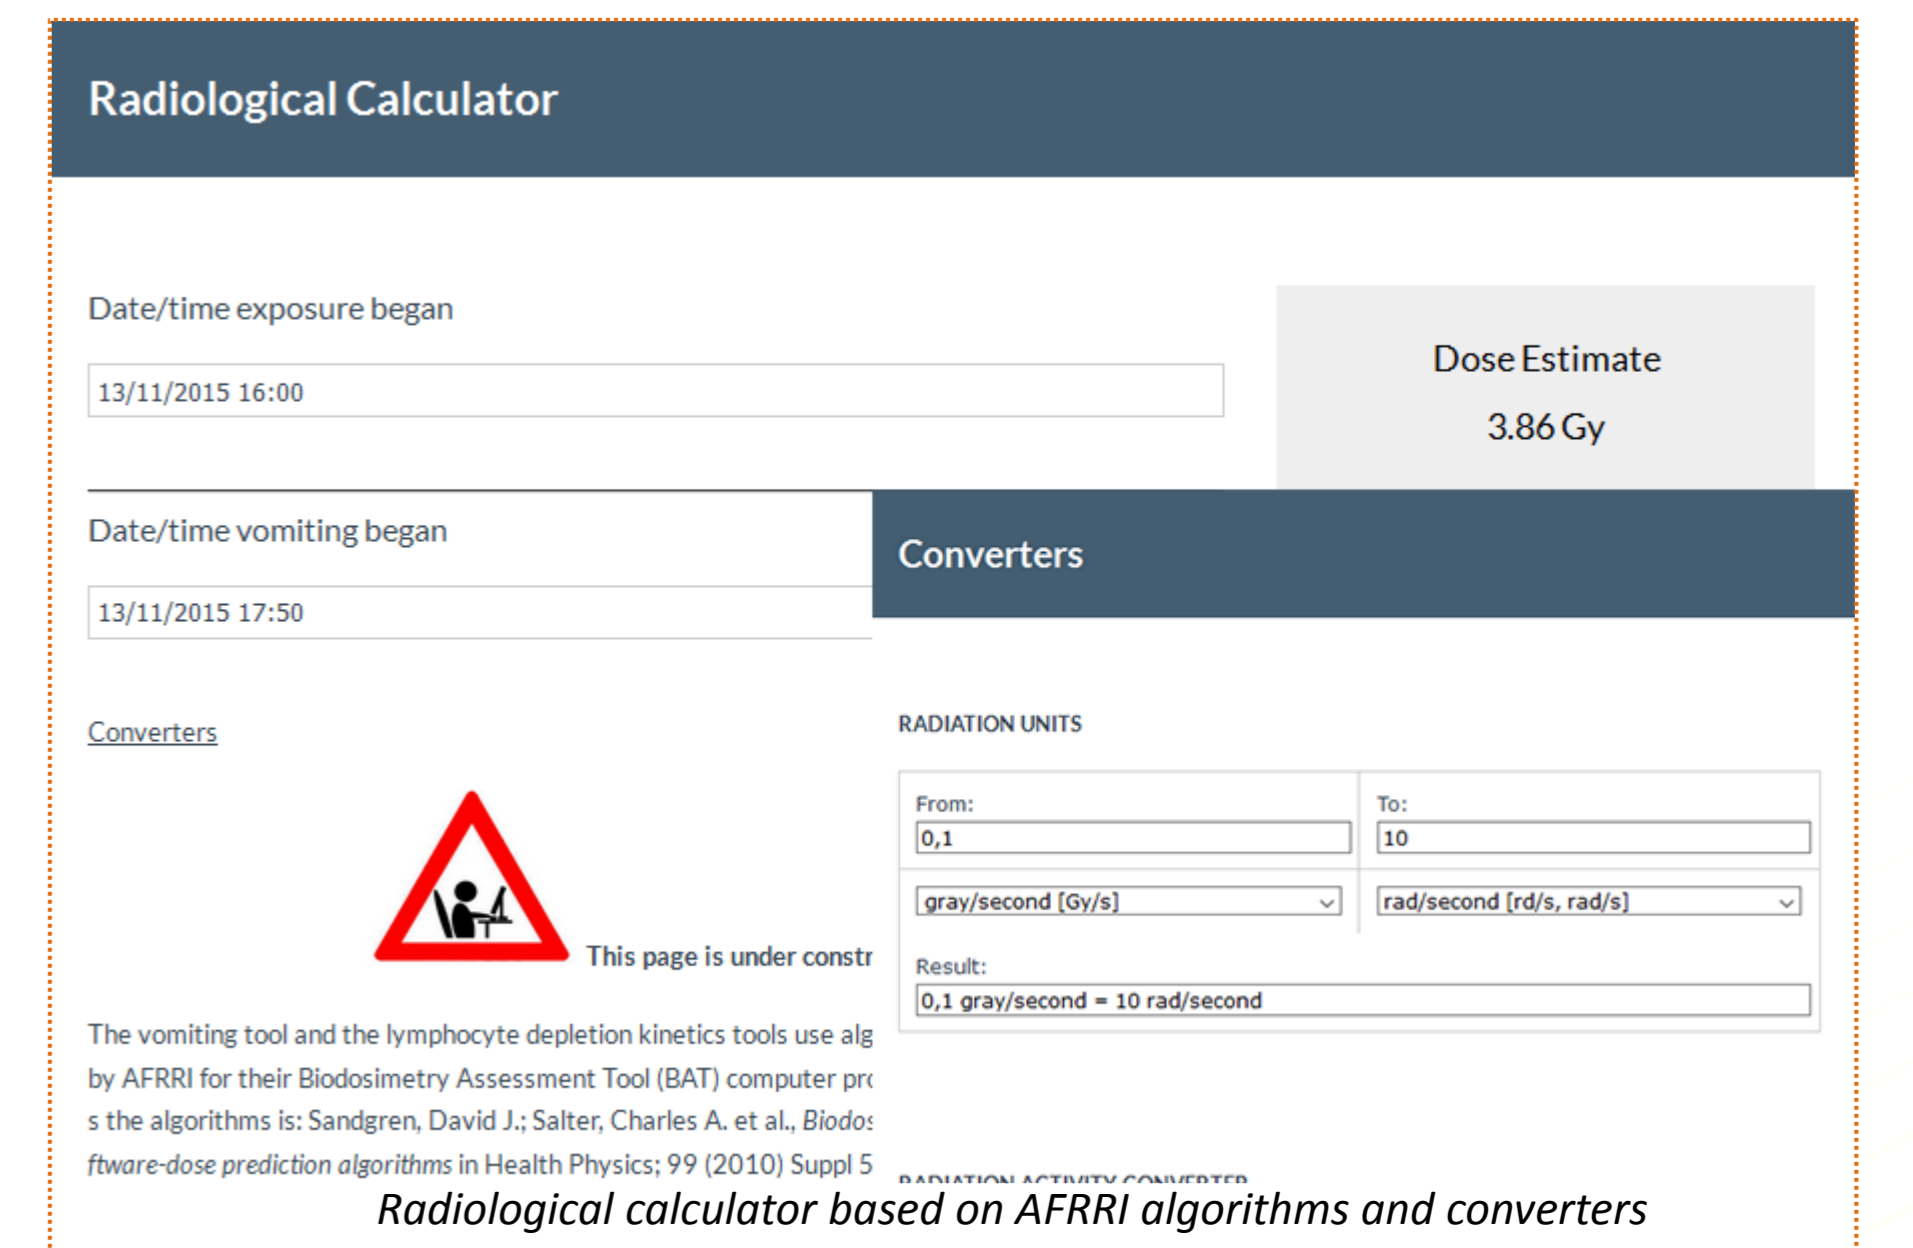 Radiological Calculator
Date/time exposure began
13/11/2015 16:00
Dose Estimate
3.86 Gy
Date/time vomiting began
13/11/2015 17:50
Converters
This page is under constr
The vomiting tool and the lymphocyte depletion kinetics tools use alg
by AFRRI for their Biodosimetry Assessment Tool (BAT) computer pro
s the algorithms is: Sandgren, David J.; Salter, Charles A. et al., Biodos
ftware-dose prediction algorithms in Health Physics; 99 (2010) Suppl 5
Converters
RADIATION UNITS
From:
To:
0,1
10
gray/second [Gy/s]
rad/second [rd/s, rad/s]
Result:
0,1 gray/second = 10 rad/second
RADIATION ACTIVITY CONVERTER
Radiological calculator based on AFRRI algorithms and converters